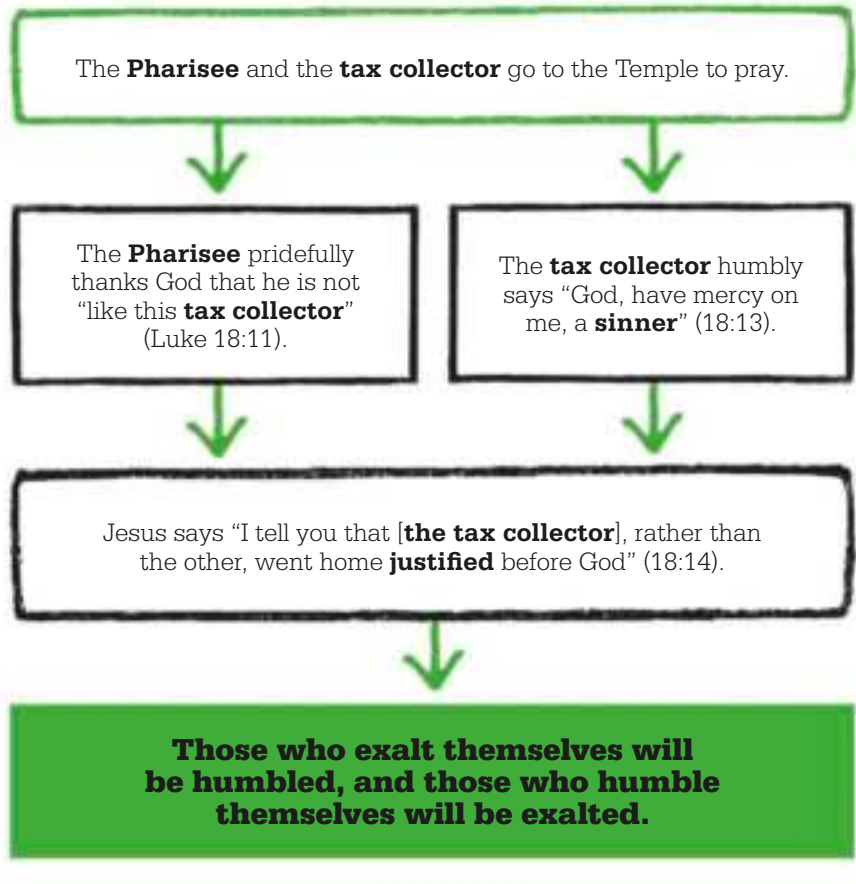 The Pharisee and the tax collector go to the Temple to pray.
The Pharisee pridefully
thanks God that he is not
“like this tax collector”
(Luke 18:11).
The tax collector humbly
says “God, have mercy on
me, a sinner” (18:13).
Jesus says “I tell you that [the tax collector], rather than
the other, went home justified before God” (18:14).
Those who exalt themselves will
be humbled, and those who humble
themselves will be exalted.